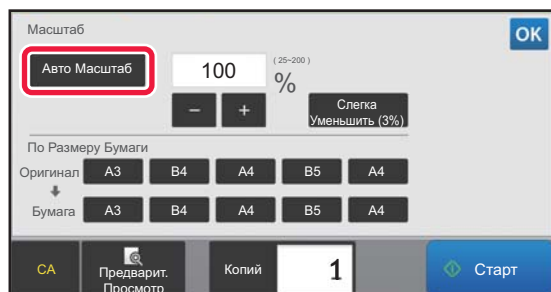 Масштаб
OK
Авто Масштаб
100
(25~200)
%
−
+
Слегка
Уменьшить (3%)
По Размеру Бумаги
Оригинал A3 B4 A4 B5 A4
Бумага A3 B4 A4 B5 A4
CA
Предварит.
Просмотр
Копий
1
Старт